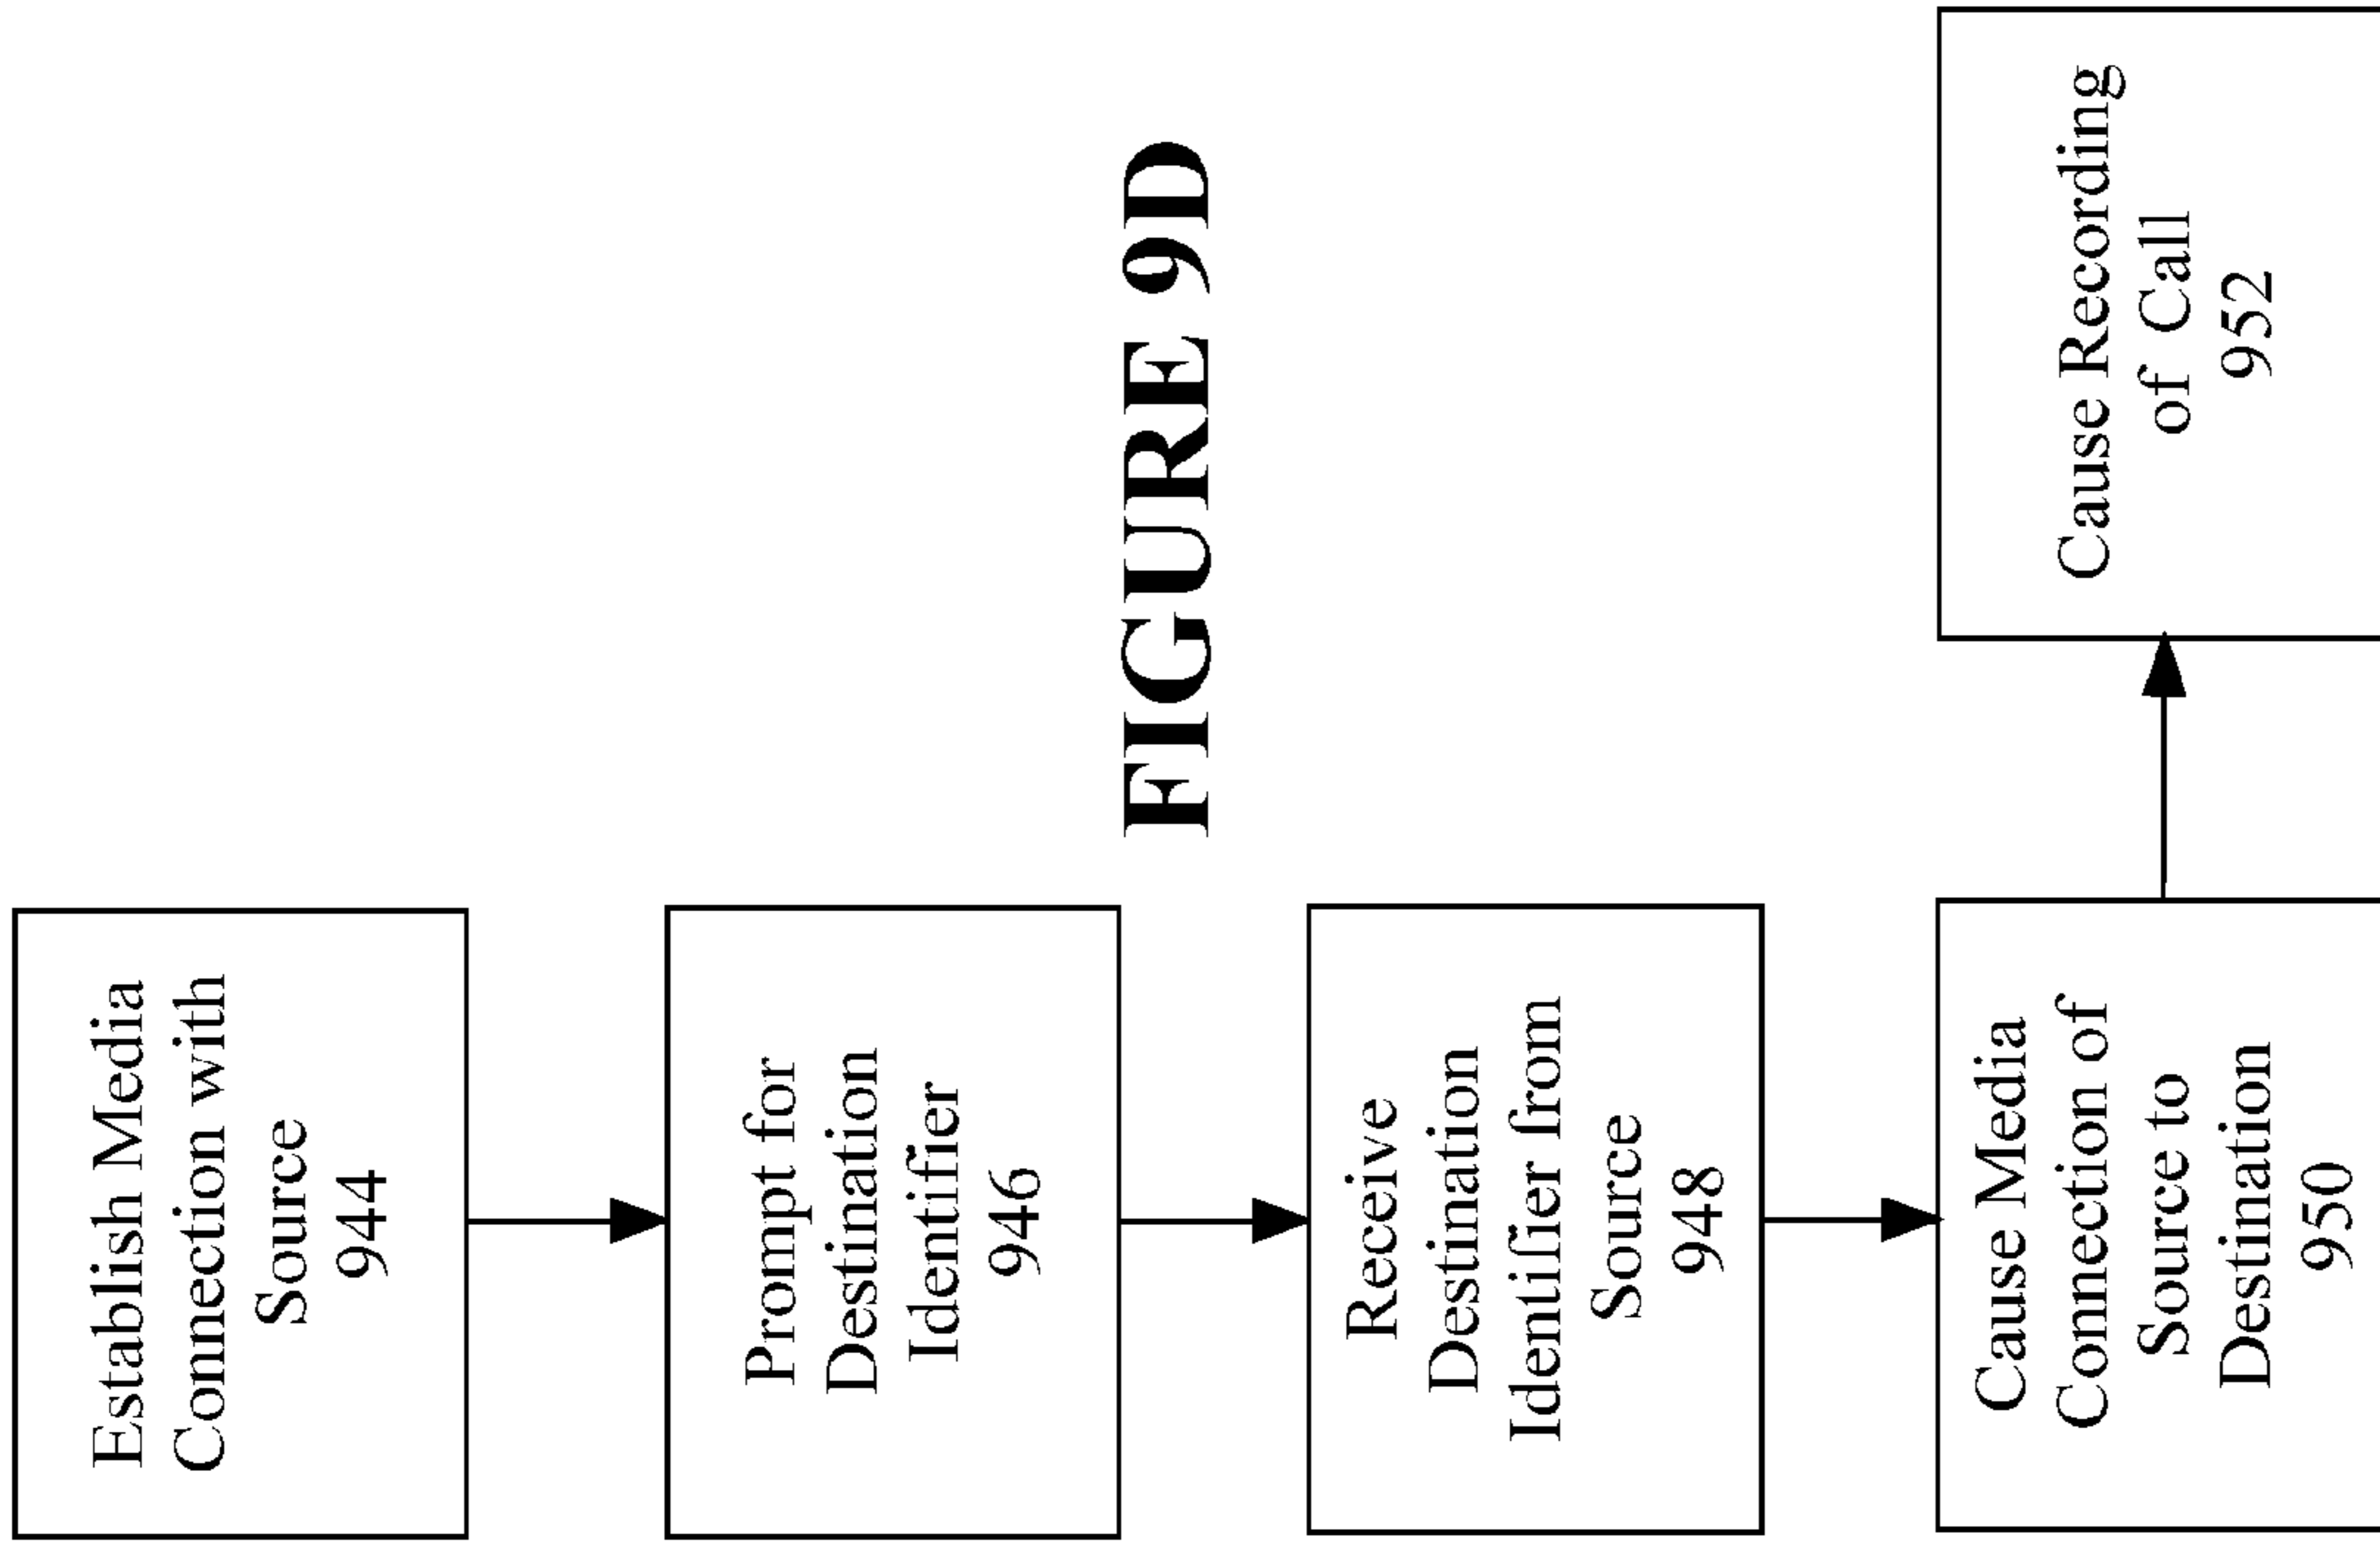 Establish Media
Connection with
Source
944
Prompt for
Destination
Identifier
946
Receive
Destination
Identifier from
Source
948
Cause Media
Connection of
Source to
Destination
950
Cause Recording
of Call
952
FIGURE 9D